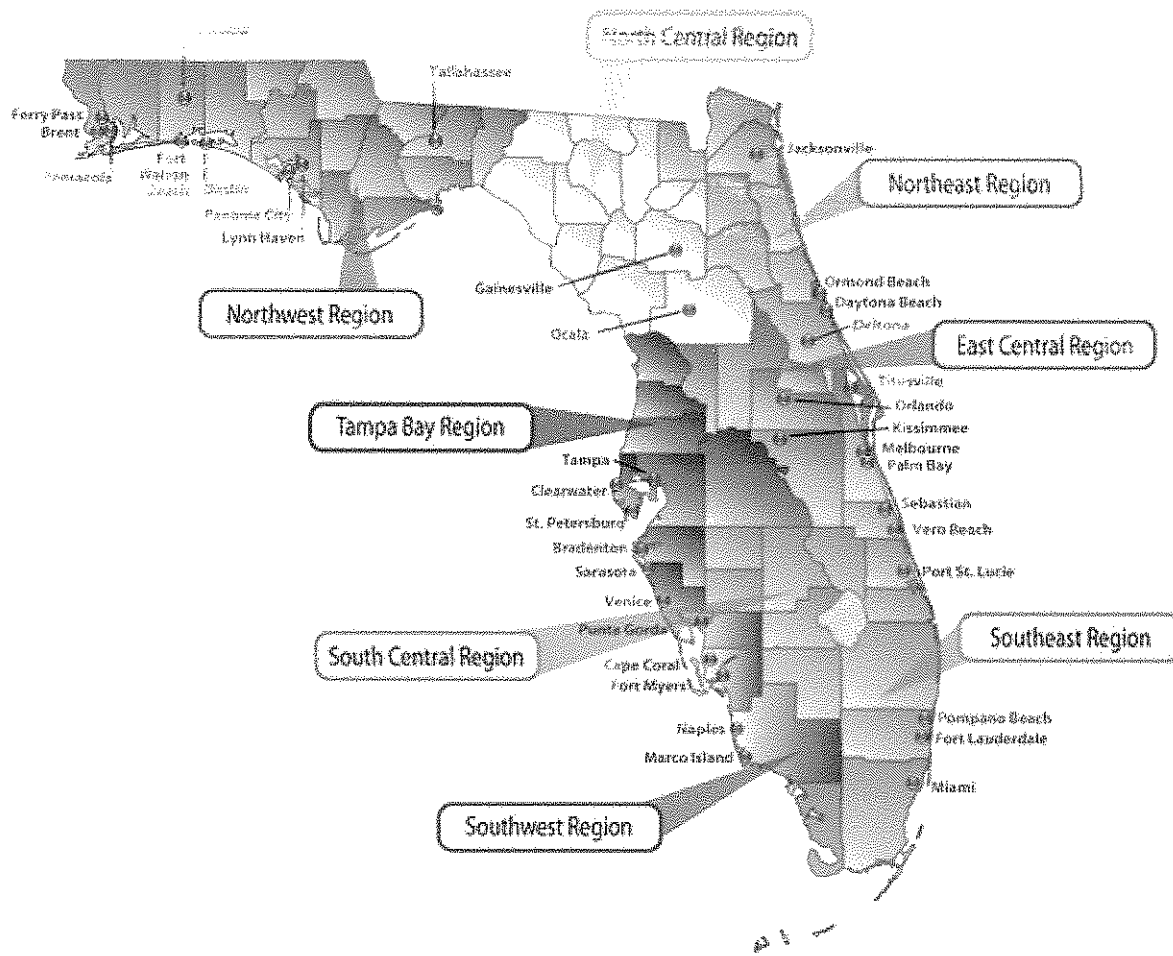 North Central Region
Tallahassee
Ferry Pass
Brent
Pensacola
Fort
Walton
Beach
Destin
Panama City
Lynn Haven
Jacksonville
Northeast Region
Gainesville
Ormond Beach
Daytona Beach
Northwest Region
Ocala
Deltona
East Central Region
Titusville
Orlando
Tampa Bay Region
Kissimmee
Melbourne
Palm Bay
Tampa
Clearwater
Sebastian
St. Petersburg
Vero Beach
Bradenton
Sarasota
Port St. Lucie
Venice
Punta Gorda
Southeast Region
South Central Region
Cape Coral
Fort Myers
Pompano Beach
Naples
Fort Lauderdale
Marco Island
Miami
Southwest Region